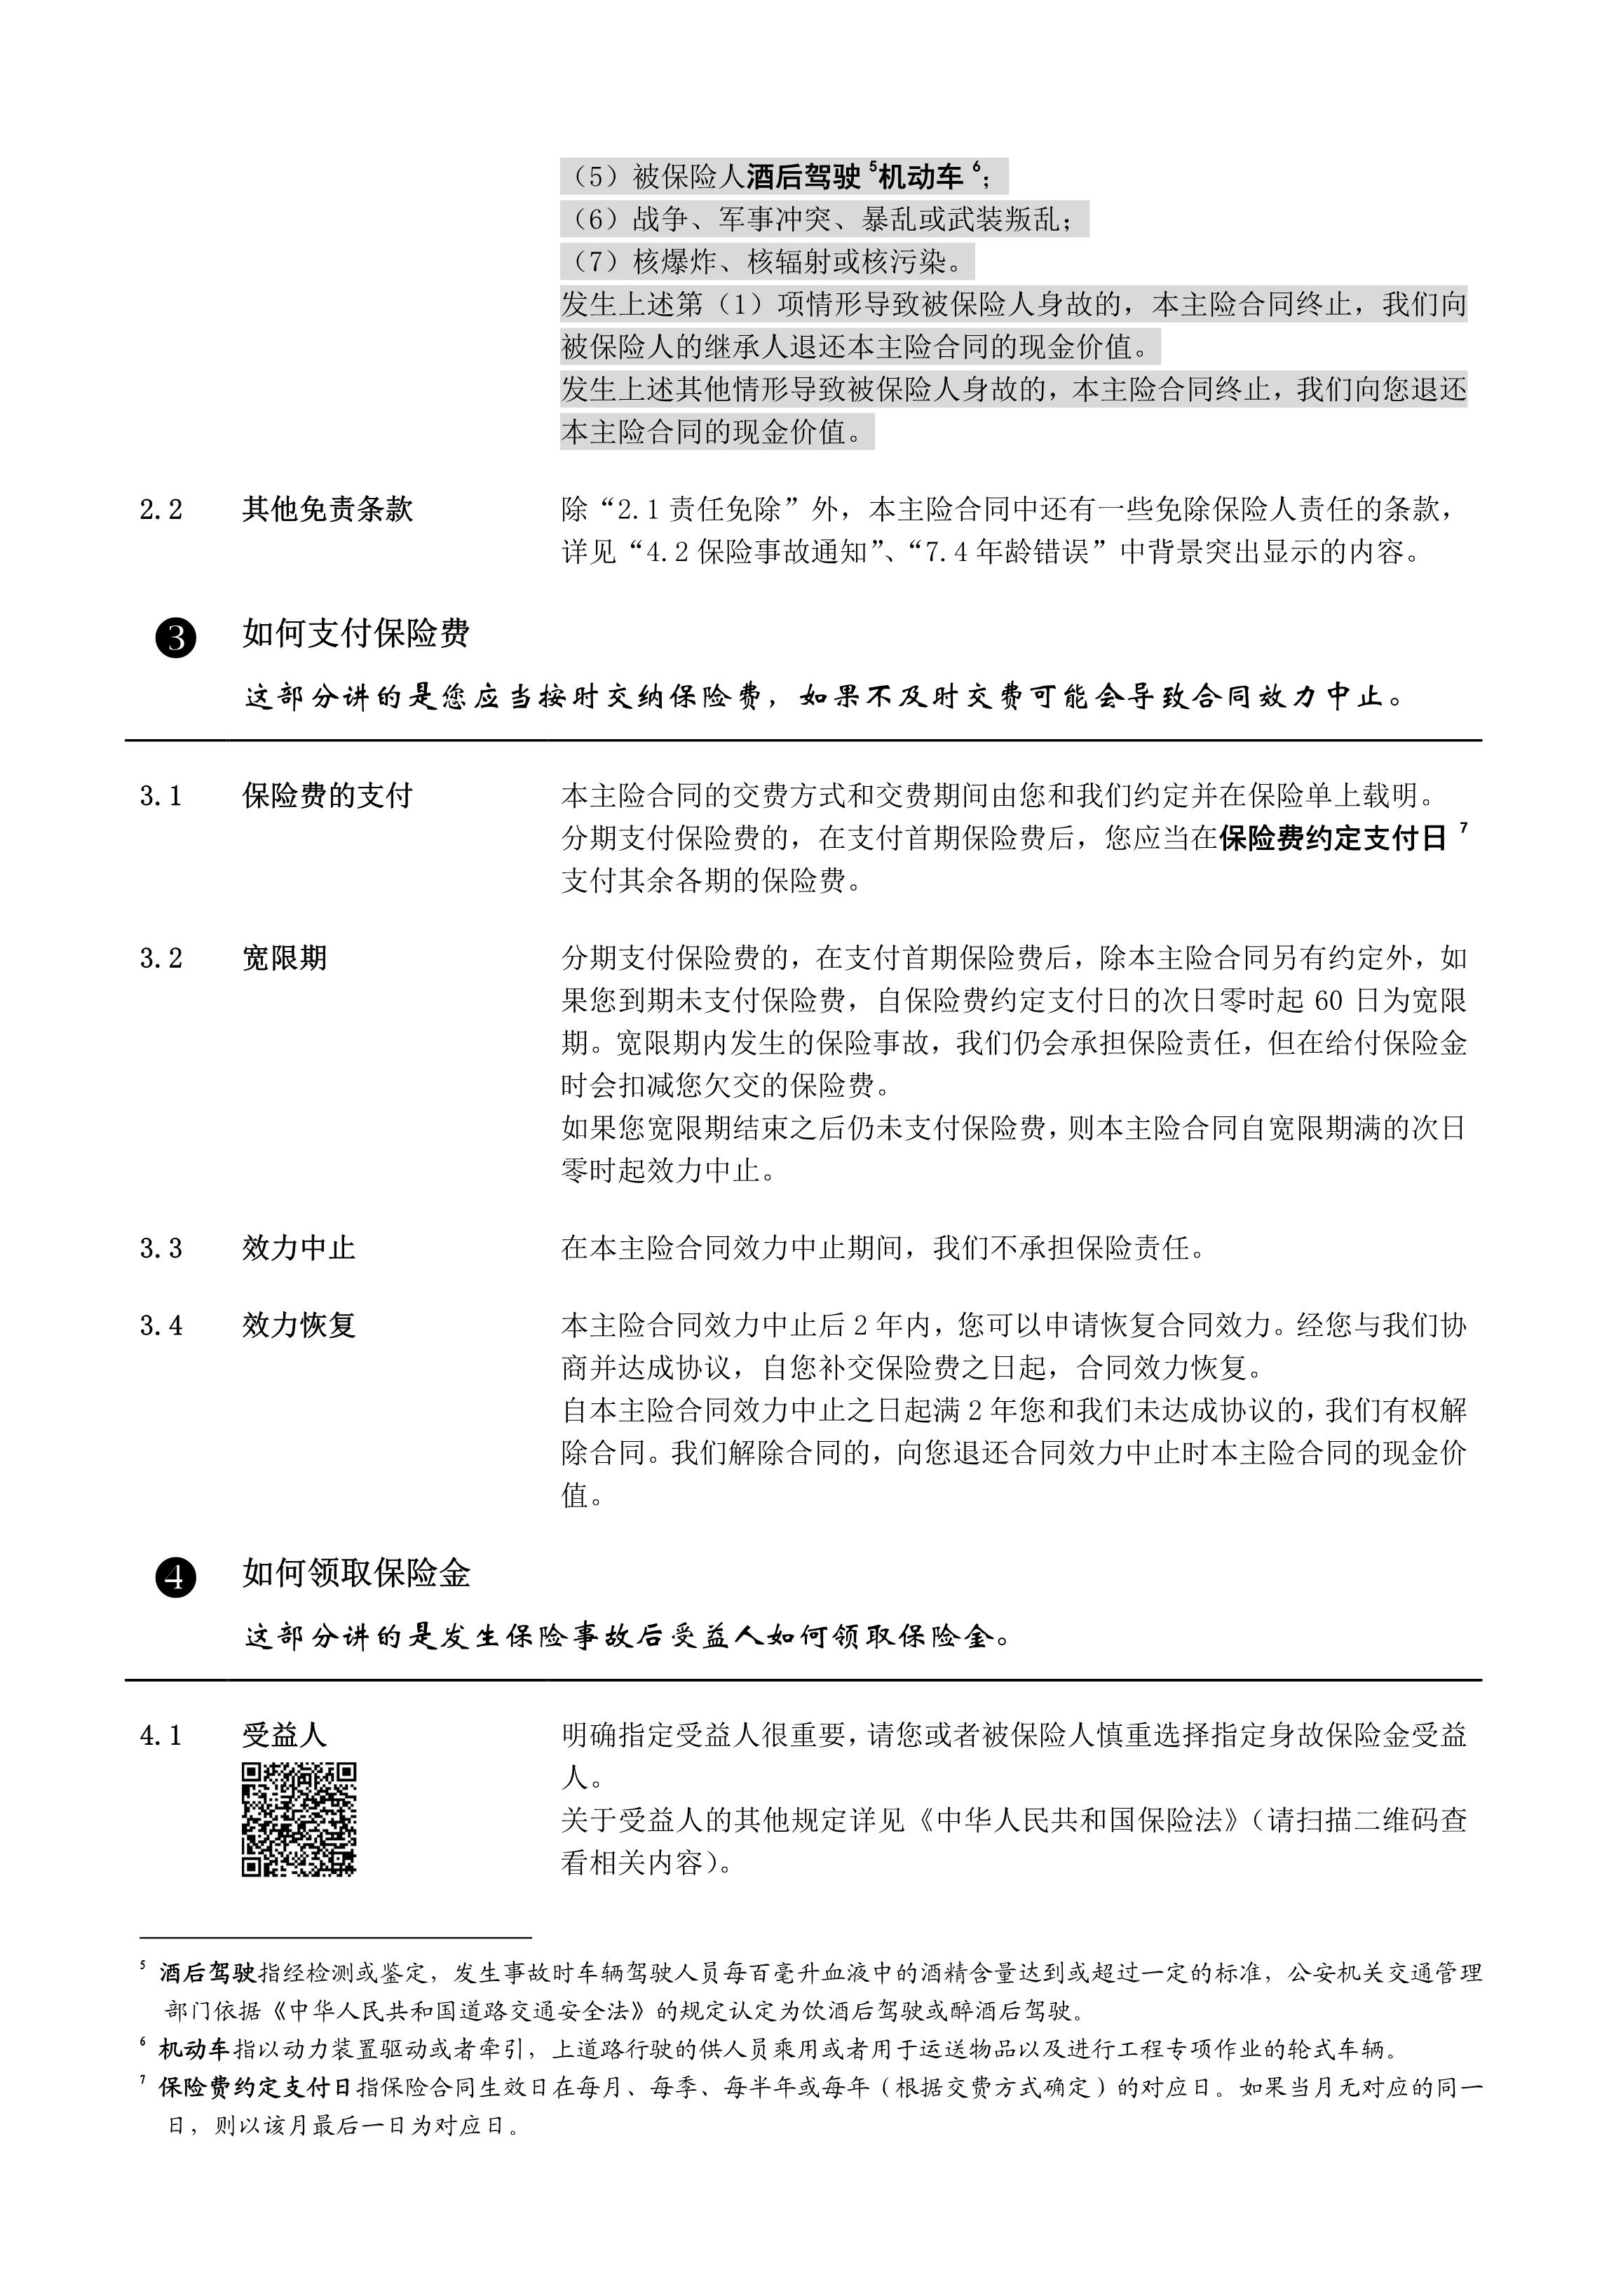 （5）被保险人酒后驾驶⁵机动车⁶；
（6）战争、军事冲突、暴乱或武装叛乱；
（7）核爆炸、核辐射或核污染。
发生上述第（1）项情形导致被保险人身故的，本主险合同终止，我们向
被保险人的继承人退还本主险合同的现金价值。
发生上述其他情形导致被保险人身故的，本主险合同终止，我们向您退还
本主险合同的现金价值。
2.2 其他免责条款 除“2.1 责任免除”外，本主险合同中还有一些免除保险人责任的条款，
详见“4.2 保险事故通知”、“7.4 年龄错误”中背景突出显示的内容。
❸ 如何支付保险费
这部分讲的是您应当按时交纳保险费，如果不及时交费可能会导致合同效力中止。
3.1 保险费的支付 本主险合同的交费方式和交费期间由您和我们约定并在保险单上载明。
分期支付保险费的，在支付首期保险费后，您应当在保险费约定支付日⁷
支付其余各期的保险费。
3.2 宽限期 分期支付保险费的，在支付首期保险费后，除本主险合同另有约定外，如
果您到期未支付保险费，自保险费约定支付日的次日零时起 60 日为宽限
期。宽限期内发生的保险事故，我们仍会承担保险责任，但在给付保险金
时会扣减您欠交的保险费。
如果您宽限期结束之后仍未支付保险费，则本主险合同自宽限期满的次日
零时起效力中止。
3.3 效力中止 在本主险合同效力中止期间，我们不承担保险责任。
3.4 效力恢复 本主险合同效力中止后 2 年内，您可以申请恢复合同效力。经您与我们协
商并达成协议，自您补交保险费之日起，合同效力恢复。
自本主险合同效力中止之日起满 2 年您和我们未达成协议的，我们有权解
除合同。我们解除合同的，向您退还合同效力中止时本主险合同的现金价
值。
❹ 如何领取保险金
这部分讲的是发生保险事故后受益人如何领取保险金。
4.1 受益人 明确指定受益人很重要，请您或者被保险人慎重选择指定身故保险金受益
人。
关于受益人的其他规定详见《中华人民共和国保险法》（请扫描二维码查
看相关内容）。
⁵ 酒后驾驶指经检测或鉴定，发生事故时车辆驾驶人员每百毫升血液中的酒精含量达到或超过一定的标准，公安机关交通管理
部门依据《中华人民共和国道路交通安全法》的规定认定为饮酒后驾驶或醉酒后驾驶。
⁶ 机动车指以动力装置驱动或者牵引，上道路行驶的供人员乘用或者用于运送物品以及进行工程专项作业的轮式车辆。
⁷ 保险费约定支付日指保险合同生效日在每月、每季、每半年或每年（根据交费方式确定）的对应日。如果当月无对应的同一
日，则以该月最后一日为对应日。